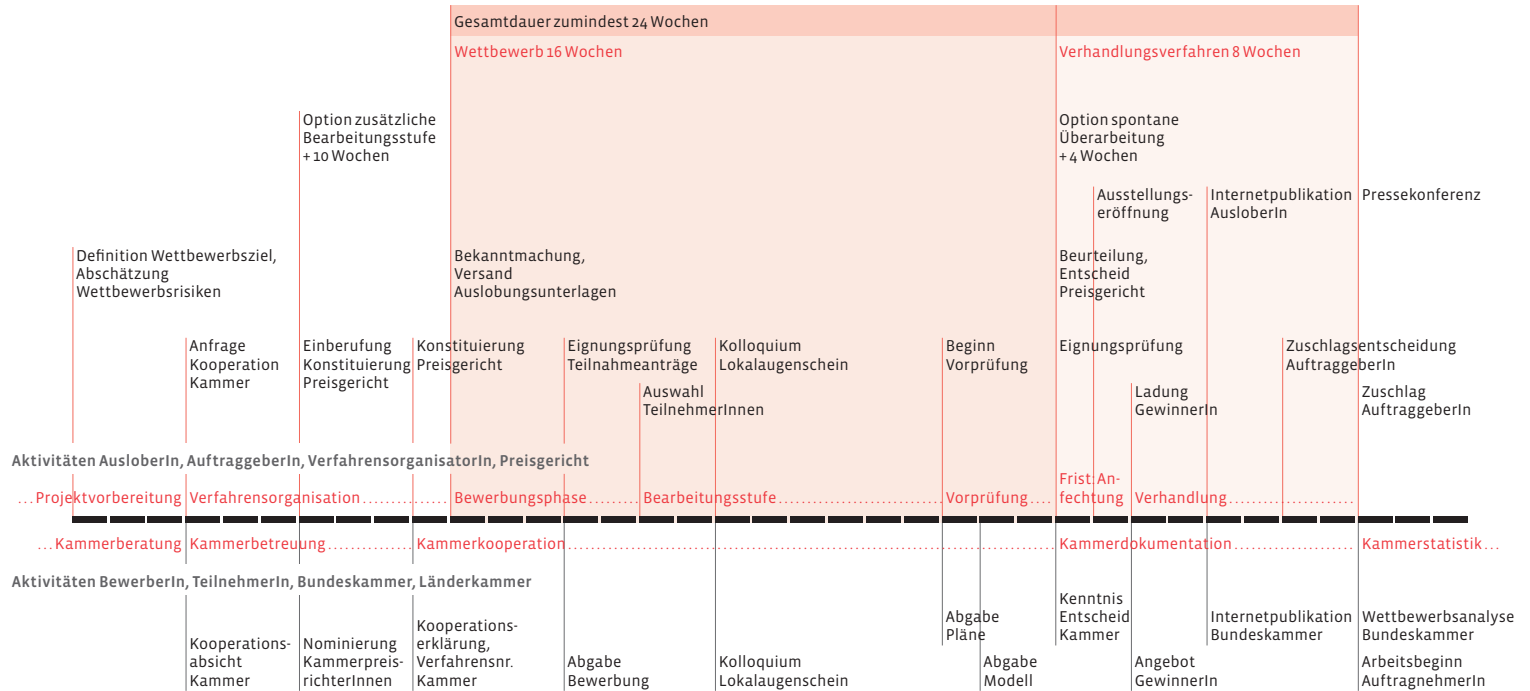 Gesamtdauer zumindest 24 Wochen
Wettbewerb 16 Wochen
Verhandlungsverfahren 8 Wochen
Option zusätzliche
Bearbeitungsstufe
+ 10 Wochen
Option spontane
Überarbeitung
+ 4 Wochen
Ausstellungs-
eröffnung
Internetpublikation
AusloberIn
Pressekonferenz
Definition Wettbewerbsziel,
Abschätzung
Wettbewerbsrisiken
Bekanntmachung,
Versand
Auslobungsunterlagen
Beurteilung,
Entscheid
Preisgericht
Anfrage
Kooperation
Kammer
Einberufung
Konstituierung
Preisgericht
Konstituierung
Preisgericht
Eignungsprüfung
Teilnahmeanträge
Auswahl
TeilnehmerInnen
Kolloquium
Lokalaugenschein
Beginn
Vorprüfung
Eignungsprüfung
Ladung
GewinnerIn
Zuschlagsentscheidung
AuftraggeberIn
Zuschlag
AuftraggeberIn
Aktivitäten AusloberIn, AuftraggeberIn, VerfahrensorganisatorIn, Preisgericht
...Projektvorbereitung
Verfahrensorganisation
Bewerbungsphase
Bearbeitungsstufe
Vorprüfung
Frist: An-
fechtung
Verhandlung
...Kammerberatung
Kammerbetreuung
Kammerkooperation
Kammerdokumentation
Kammerstatistik...
Aktivitäten BewerberIn, TeilnehmerIn, Bundeskammer, Länderkammer
Kooperations-
absicht
Kammer
Nominierung
Kammerpreis-
richterInnen
Kooperations-
erklärung,
Verfahrensnr.
Kammer
Abgabe
Bewerbung
Kolloquium
Lokalaugenschein
Abgabe
Pläne
Abgabe
Modell
Kenntnis
Entscheid
Kammer
Angebot
GewinnerIn
Internetpublikation
Bundeskammer
Wettbewerbsanalyse
Bundeskammer
Arbeitsbeginn
AuftragnehmerIn